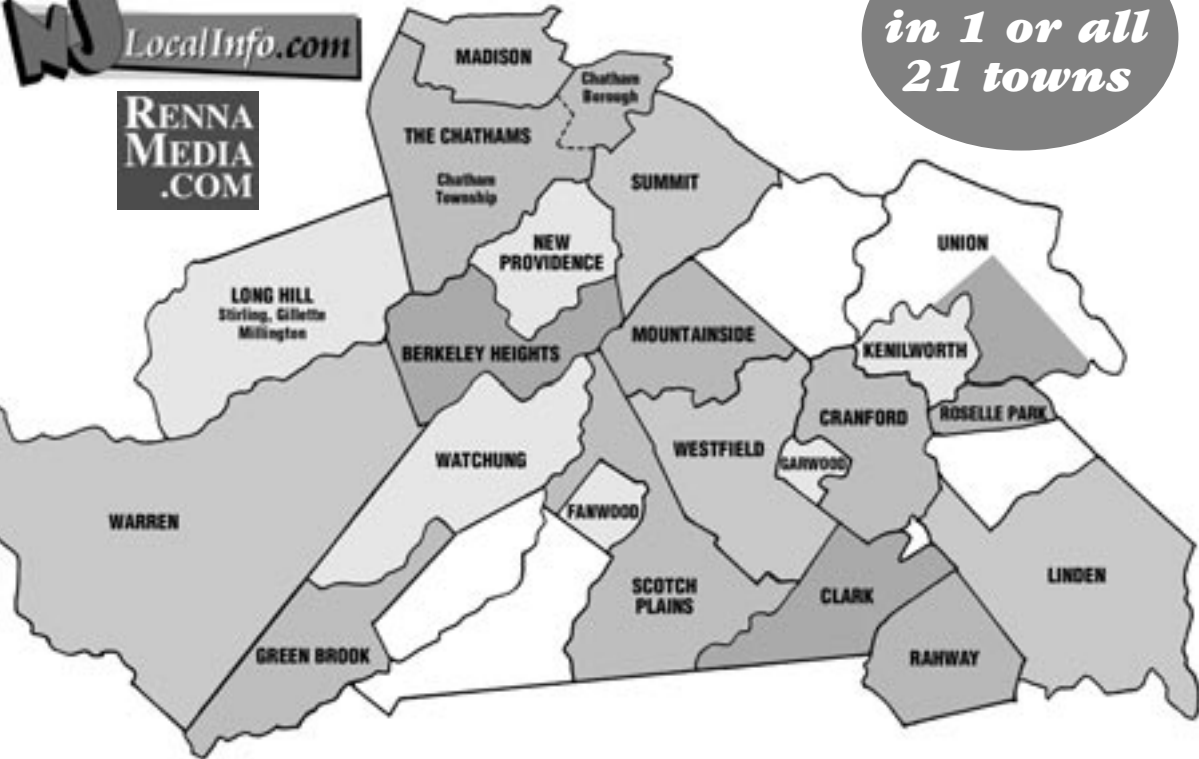 NJ LocalInfo.com
RENNA
MEDIA
.COM
in 1 or all
21 towns
MADISON
Chatham
Borough
THE CHATHAMS
Chatham
Township
SUMMIT
NEW
PROVIDENCE
UNION
LONG HILL
Stirling, Gillette
Millington
BERKELEY HEIGHTS
MOUNTAINSIDE
KENILWORTH
ROSELLE PARK
CRANFORD
WATCHUNG
WESTFIELD
GARWOOD
WARREN
FANWOOD
SCOTCH
PLAINS
CLARK
LINDEN
GREEN BROOK
RAHWAY